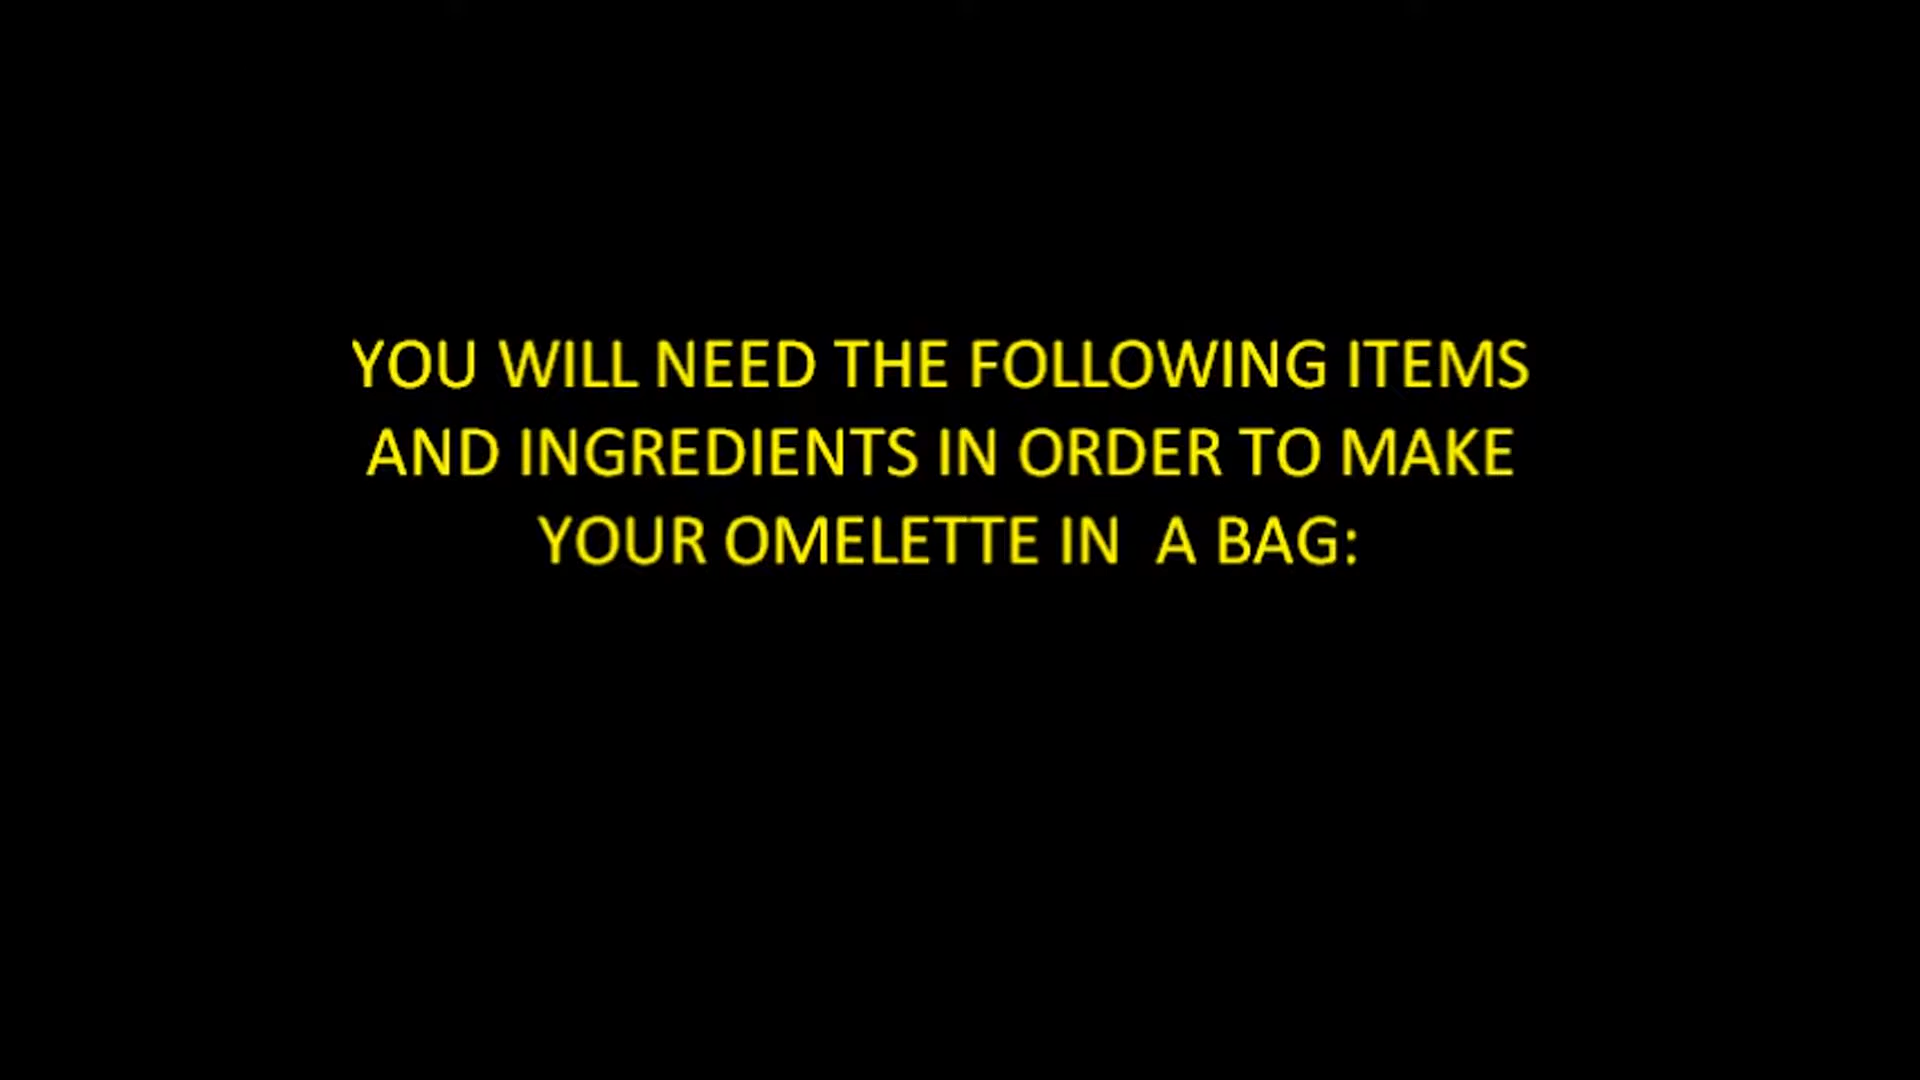 YOU WILL NEED THE FOLLOWING ITEMS
AND INGREDIENTS IN ORDER TO MAKE
YOUR OMELETTE IN  A BAG: